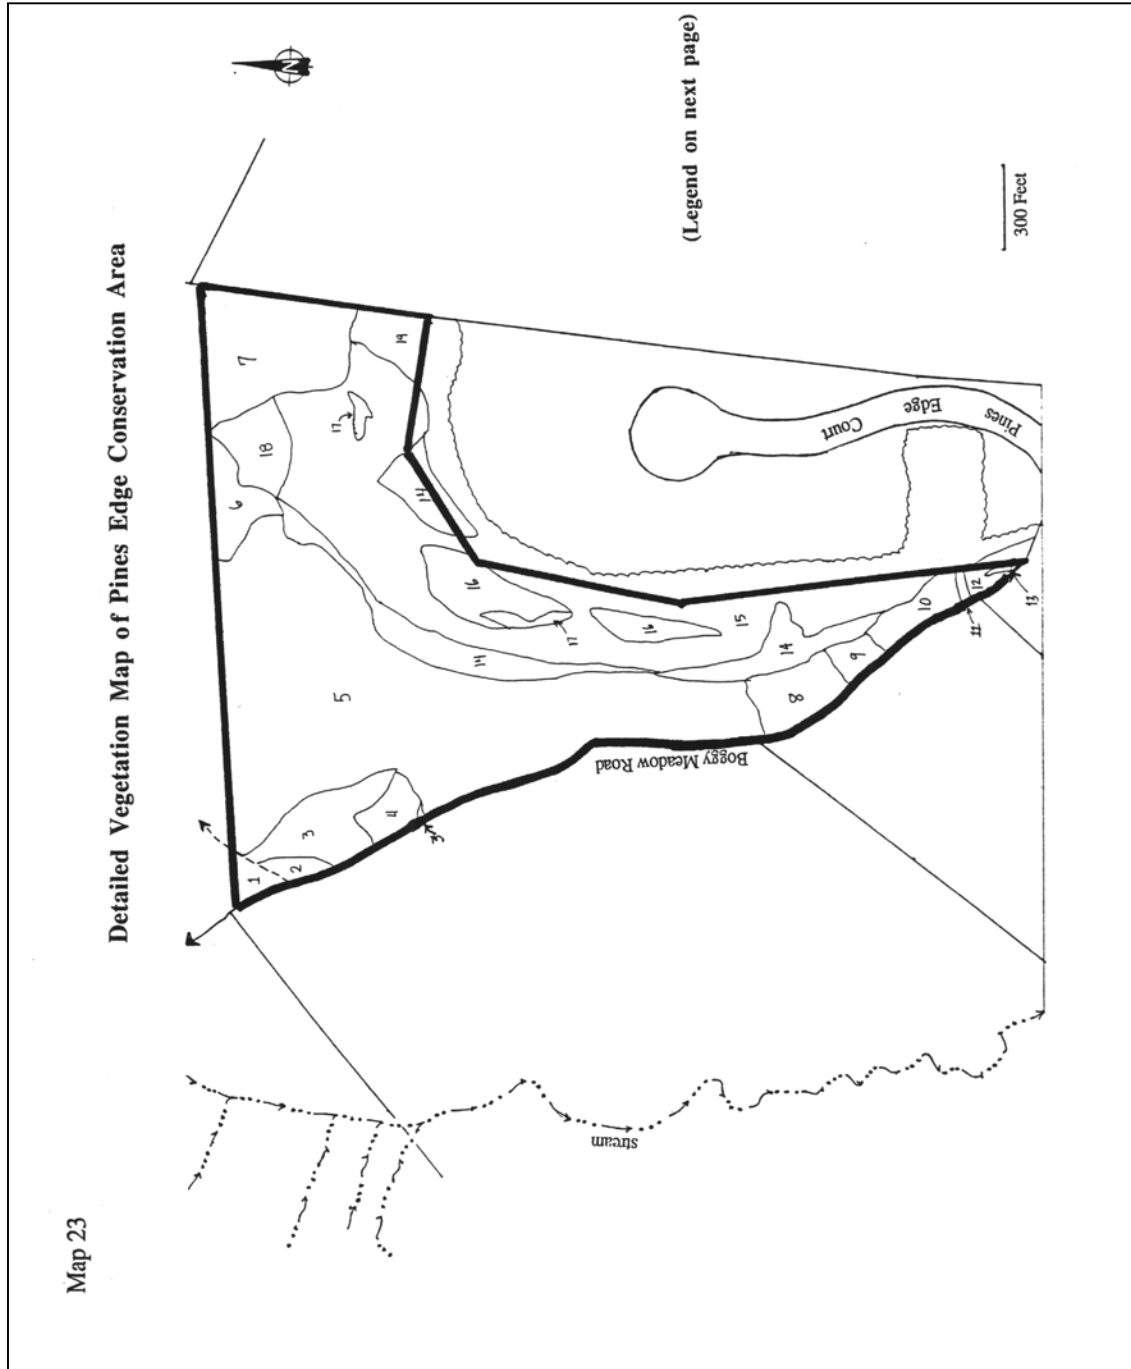 Map 23
Detailed Vegetation Map of Pines Edge Conservation Area
N
(Legend on next page)
300 Feet
7
19
18
17
6
14
16
17
16
15
14
5
14
10
12
13
11
9
8
Boggy Meadow Road
3
4
3
2
1
Pines
Edge
Court
stream